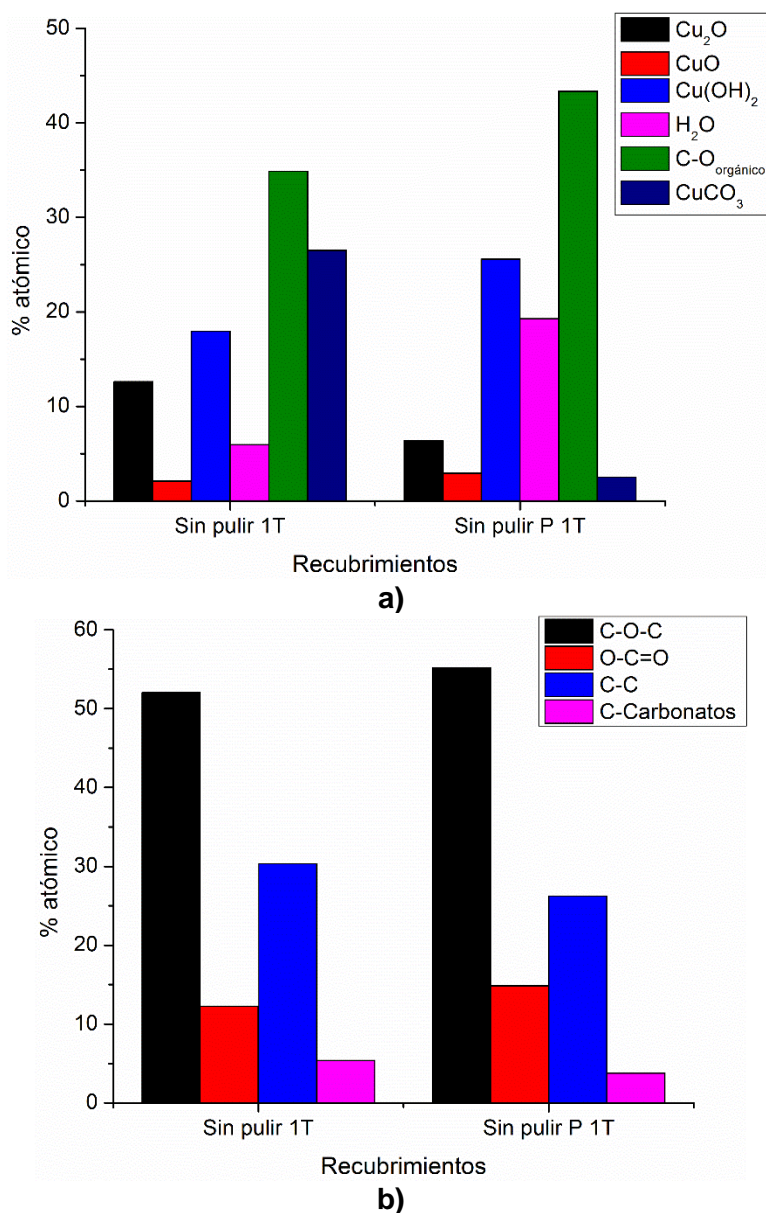 50
40
30
20
10
0
% atómico
Cu2O
CuO
Cu(OH)2
H2O
C-Oorgánico
CuCO3
Sin pulir 1T
Sin pulir P 1T
Recubrimientos
a)
60
50
40
30
20
10
0
% atómico
C-O-C
O-C=O
C-C
C-Carbonatos
Sin pulir 1T
Sin pulir P 1T
Recubrimientos
b)